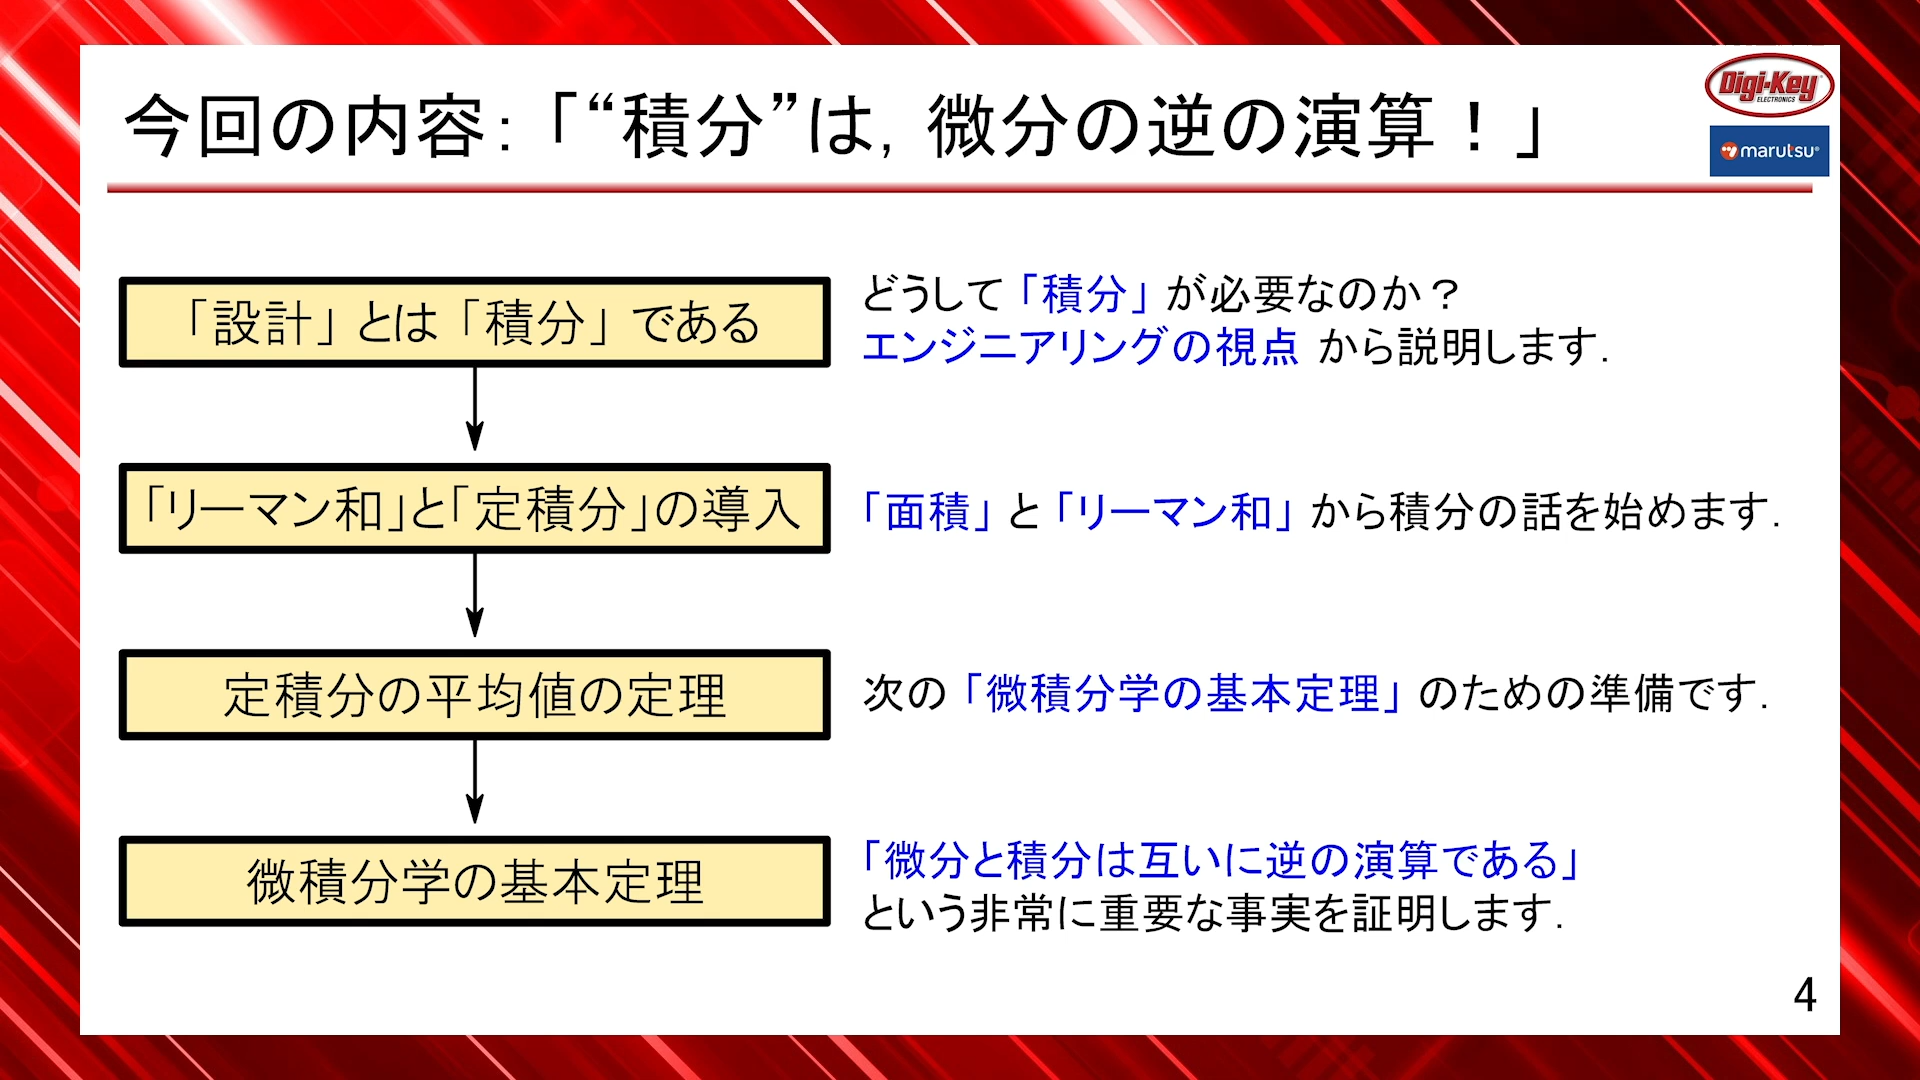 今回の内容：「“積分”は，微分の逆の演算！」
Digi-Key
ELECTRONICS
marutsu
「設計」とは「積分」である
どうして「積分」が必要なのか？
エンジニアリングの視点 から説明します．
「リーマン和」と「定積分」の導入
「面積」と「リーマン和」から積分の話を始めます．
定積分の平均値の定理
次の「微積分学の基本定理」のための準備です．
微積分学の基本定理
「微分と積分は互いに逆の演算である」
という非常に重要な事実を証明します．
4